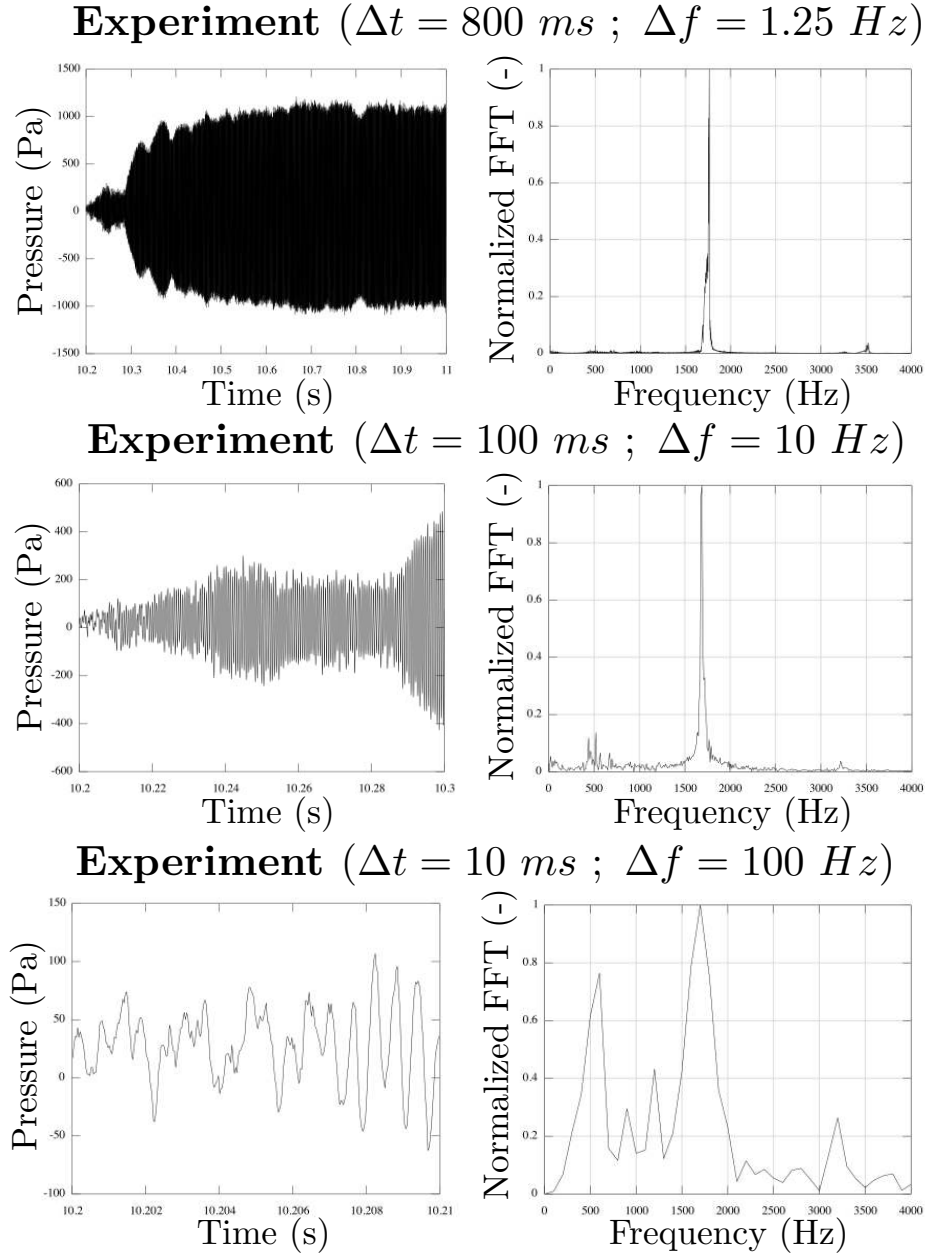 Experiment (Δt = 800 ms ; Δf = 1.25 Hz)
Pressure (Pa)
1500
1000
500
0
-500
-1000
-1500
10.2 10.3 10.4 10.5 10.6 10.7 10.8 10.9 11
Time (s)
Normalized FFT (-)
1
0.8
0.6
0.4
0.2
0
0 500 1000 1500 2000 2500 3000 3500 4000
Frequency (Hz)
Experiment (Δt = 100 ms ; Δf = 10 Hz)
Pressure (Pa)
600
400
200
0
-200
-400
-600
10.2 10.22 10.24 10.26 10.28 10.3
Time (s)
Normalized FFT (-)
1
0.8
0.6
0.4
0.2
0
0 500 1000 1500 2000 2500 3000 3500 4000
Frequency (Hz)
Experiment (Δt = 10 ms ; Δf = 100 Hz)
Pressure (Pa)
150
100
50
0
-50
-100
10.2 10.202 10.204 10.206 10.208 10.21
Time (s)
Normalized FFT (-)
1
0.8
0.6
0.4
0.2
0
0 500 1000 1500 2000 2500 3000 3500 4000
Frequency (Hz)